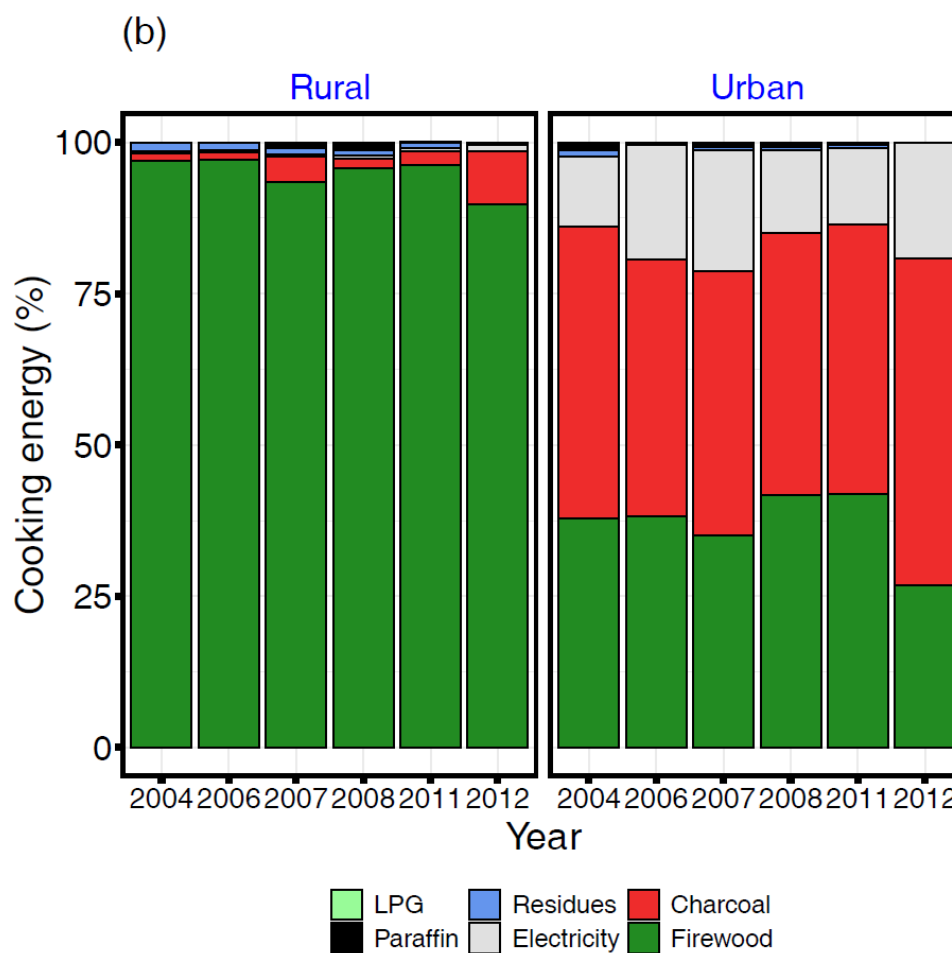 (b)
Rural Urban
100
75
50
25
0
Cooking energy (%)
2004 2006 2007 2008 2011 2012 2004 2006 2007 2008 2011 2012
Year
LPG Residues Charcoal
Paraffin Electricity Firewood